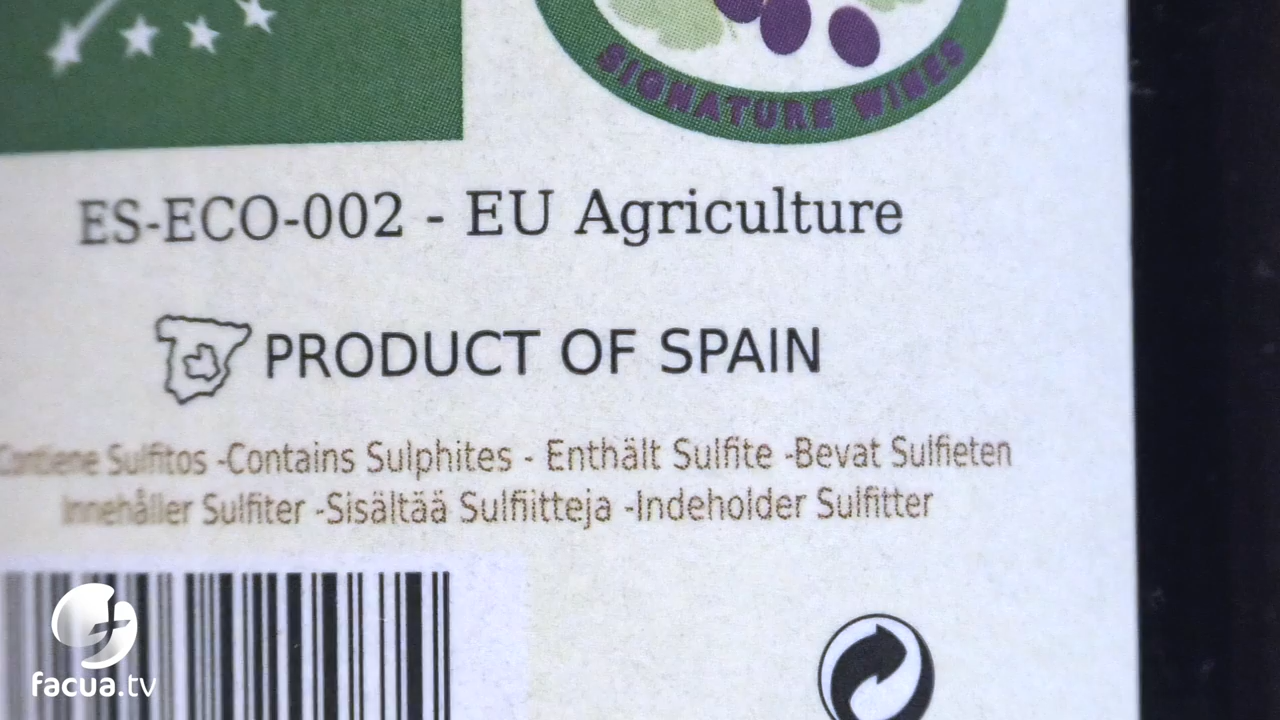 SIGNATURE WINES
ES-ECO-002 - EU Agriculture
PRODUCT OF SPAIN
Contiene Sulfitos -Contains Sulphites - Enthält Sulfite -Bevat Sulfieten
Innehåller Sulfiter -Sisältää Sulfiitteja -Indeholder Sulfitter
facua.tv